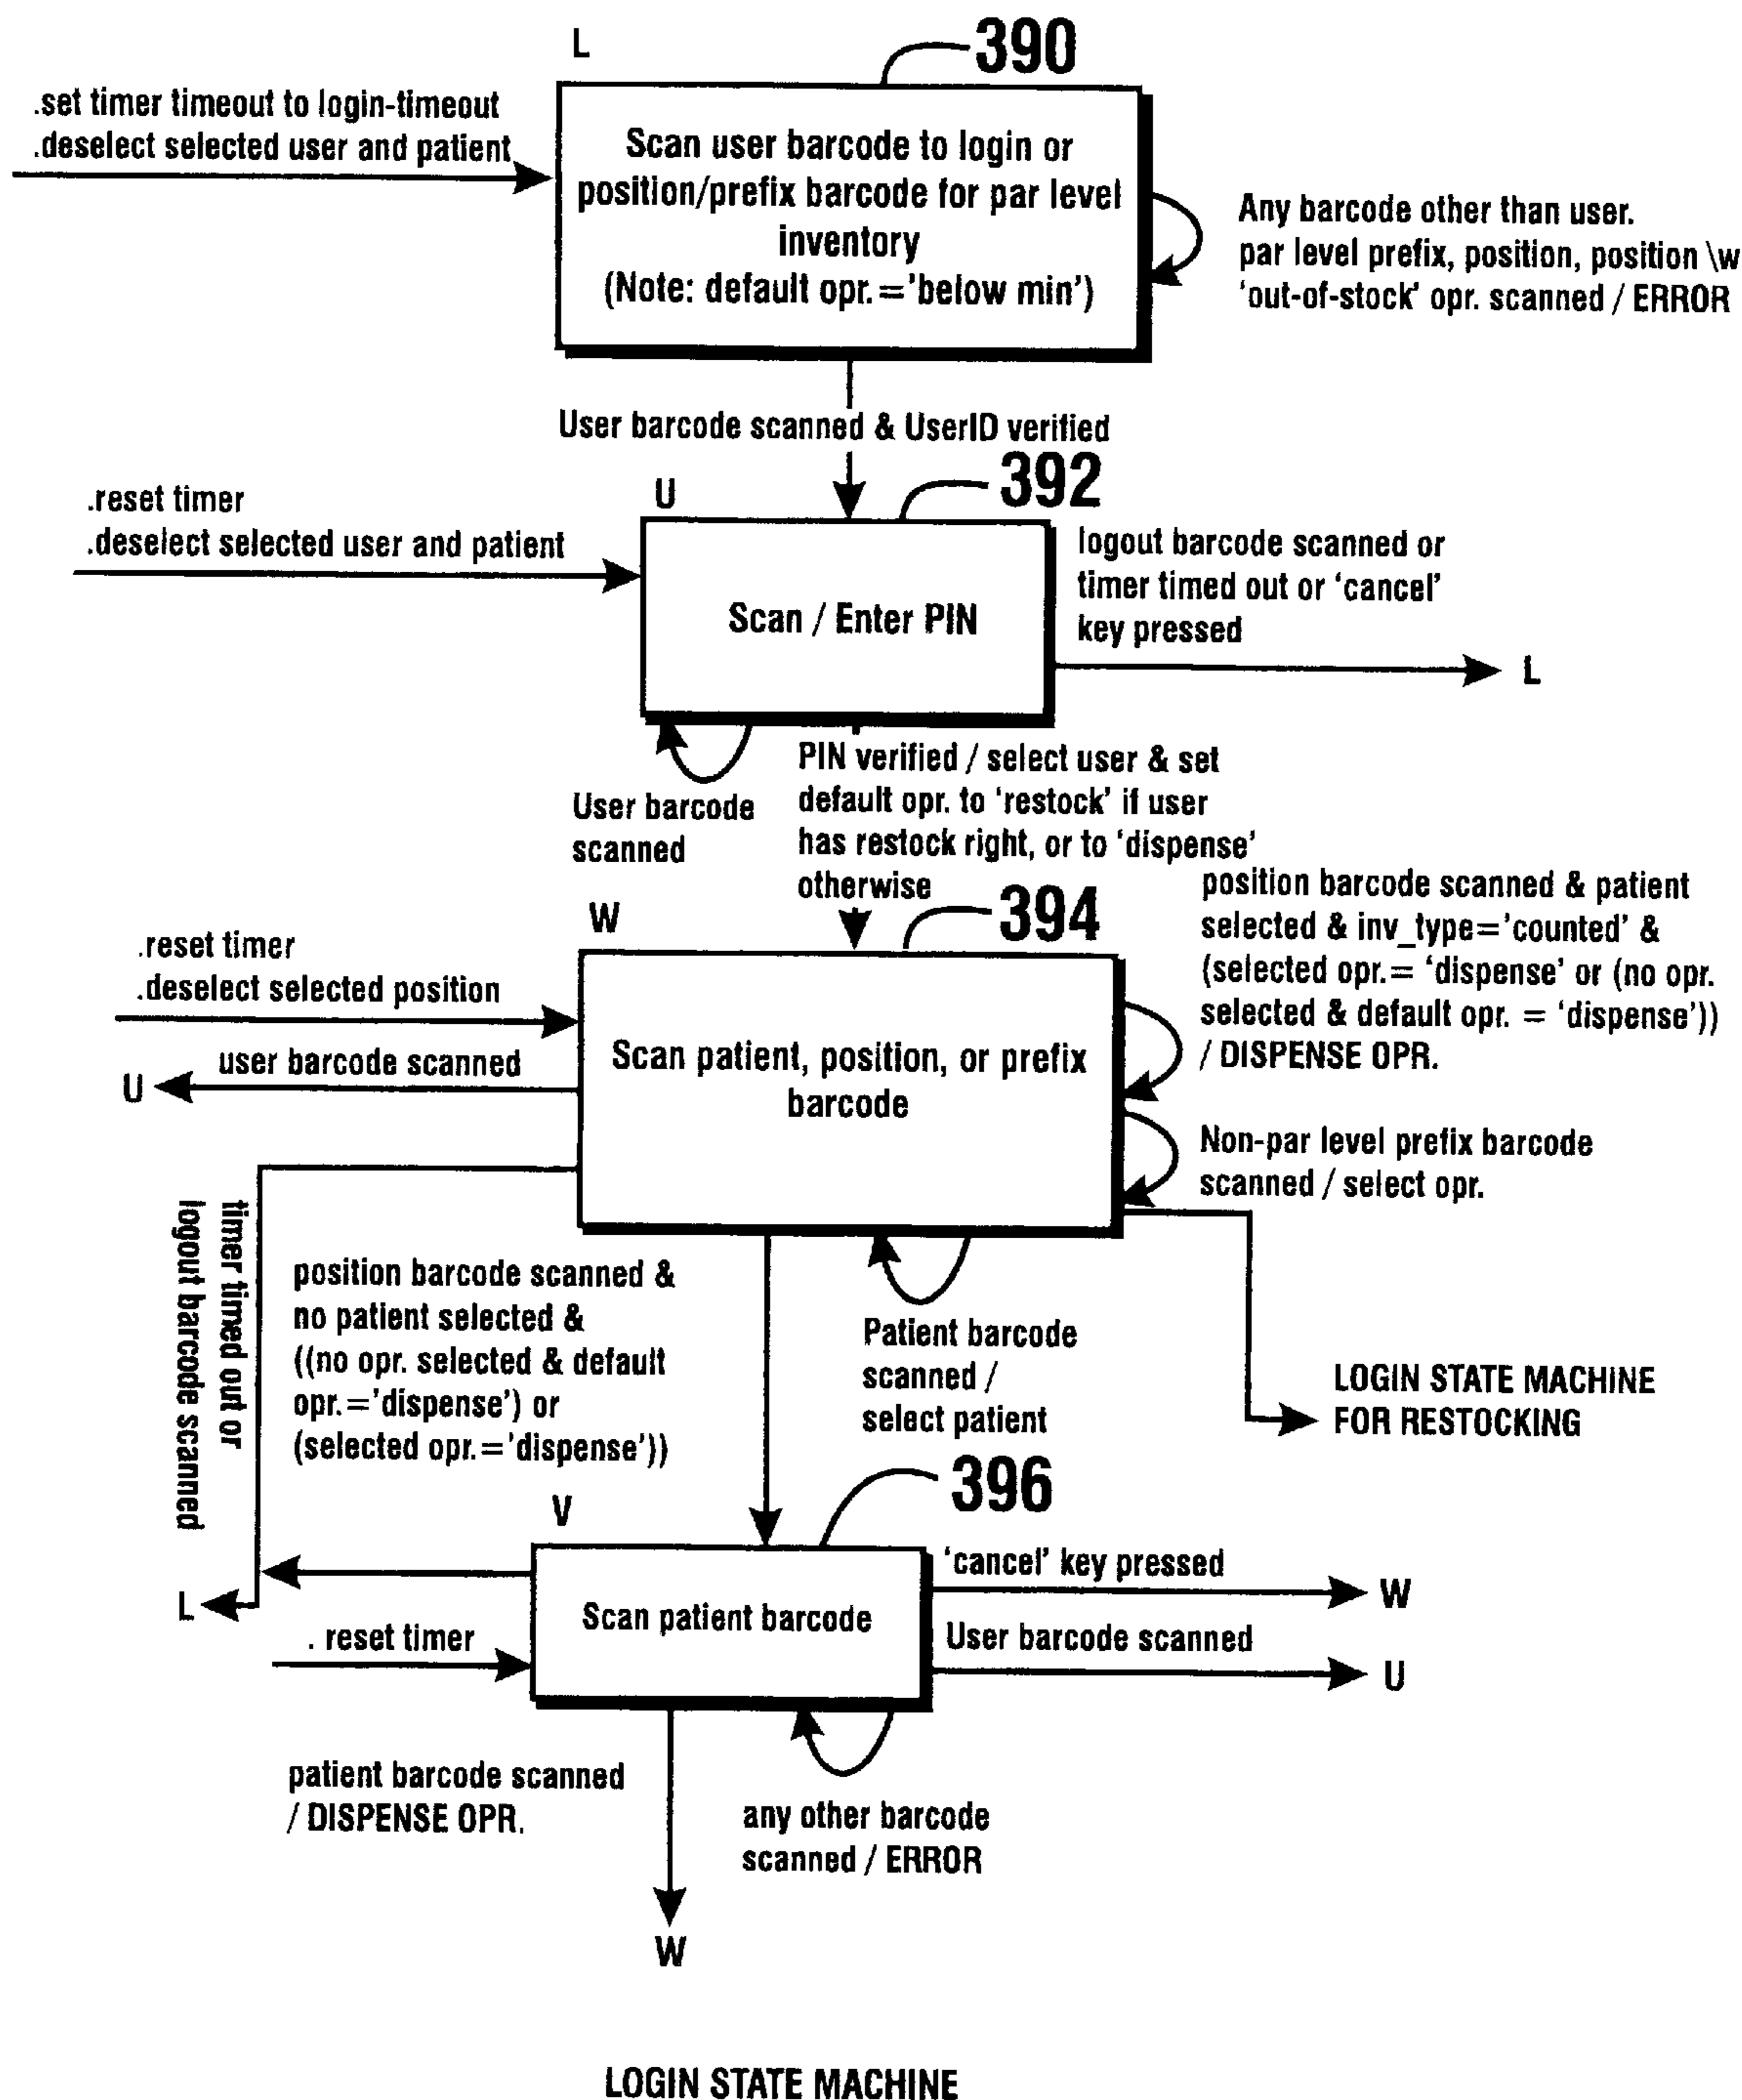 L
390
.set timer timeout to login-timeout
.deselect selected user and patient
Scan user barcode to login or
position/prefix barcode for par level
inventory
(Note: default opr.='below min')
Any barcode other than user.
par level prefix, position, position \w
'out-of-stock' opr. scanned / ERROR
User barcode scanned & UserID verified
U
392
.reset timer
.deselect selected user and patient
Scan / Enter PIN
logout barcode scanned or
timer timed out or 'cancel'
key pressed
L
User barcode
scanned
PIN verified / select user & set
default opr. to 'restock' if user
has restock right, or to 'dispense'
otherwise
W
394
.reset timer
.deselect selected position
U
user barcode scanned
Scan patient, position, or prefix
barcode
position barcode scanned & patient
selected & inv_type='counted' &
(selected opr.= 'dispense' or (no opr.
selected & default opr. = 'dispense'))
/ DISPENSE OPR.
Non-par level prefix barcode
scanned / select opr.
timer timed out or
logout barcode scanned
position barcode scanned &
no patient selected &
((no opr. selected & default
opr.='dispense') or
(selected opr.='dispense'))
Patient barcode
scanned /
select patient
LOGIN STATE MACHINE
FOR RESTOCKING
V
396
L
. reset timer
Scan patient barcode
'cancel' key pressed
W
User barcode scanned
U
patient barcode scanned
/ DISPENSE OPR.
any other barcode
scanned / ERROR
W
LOGIN STATE MACHINE